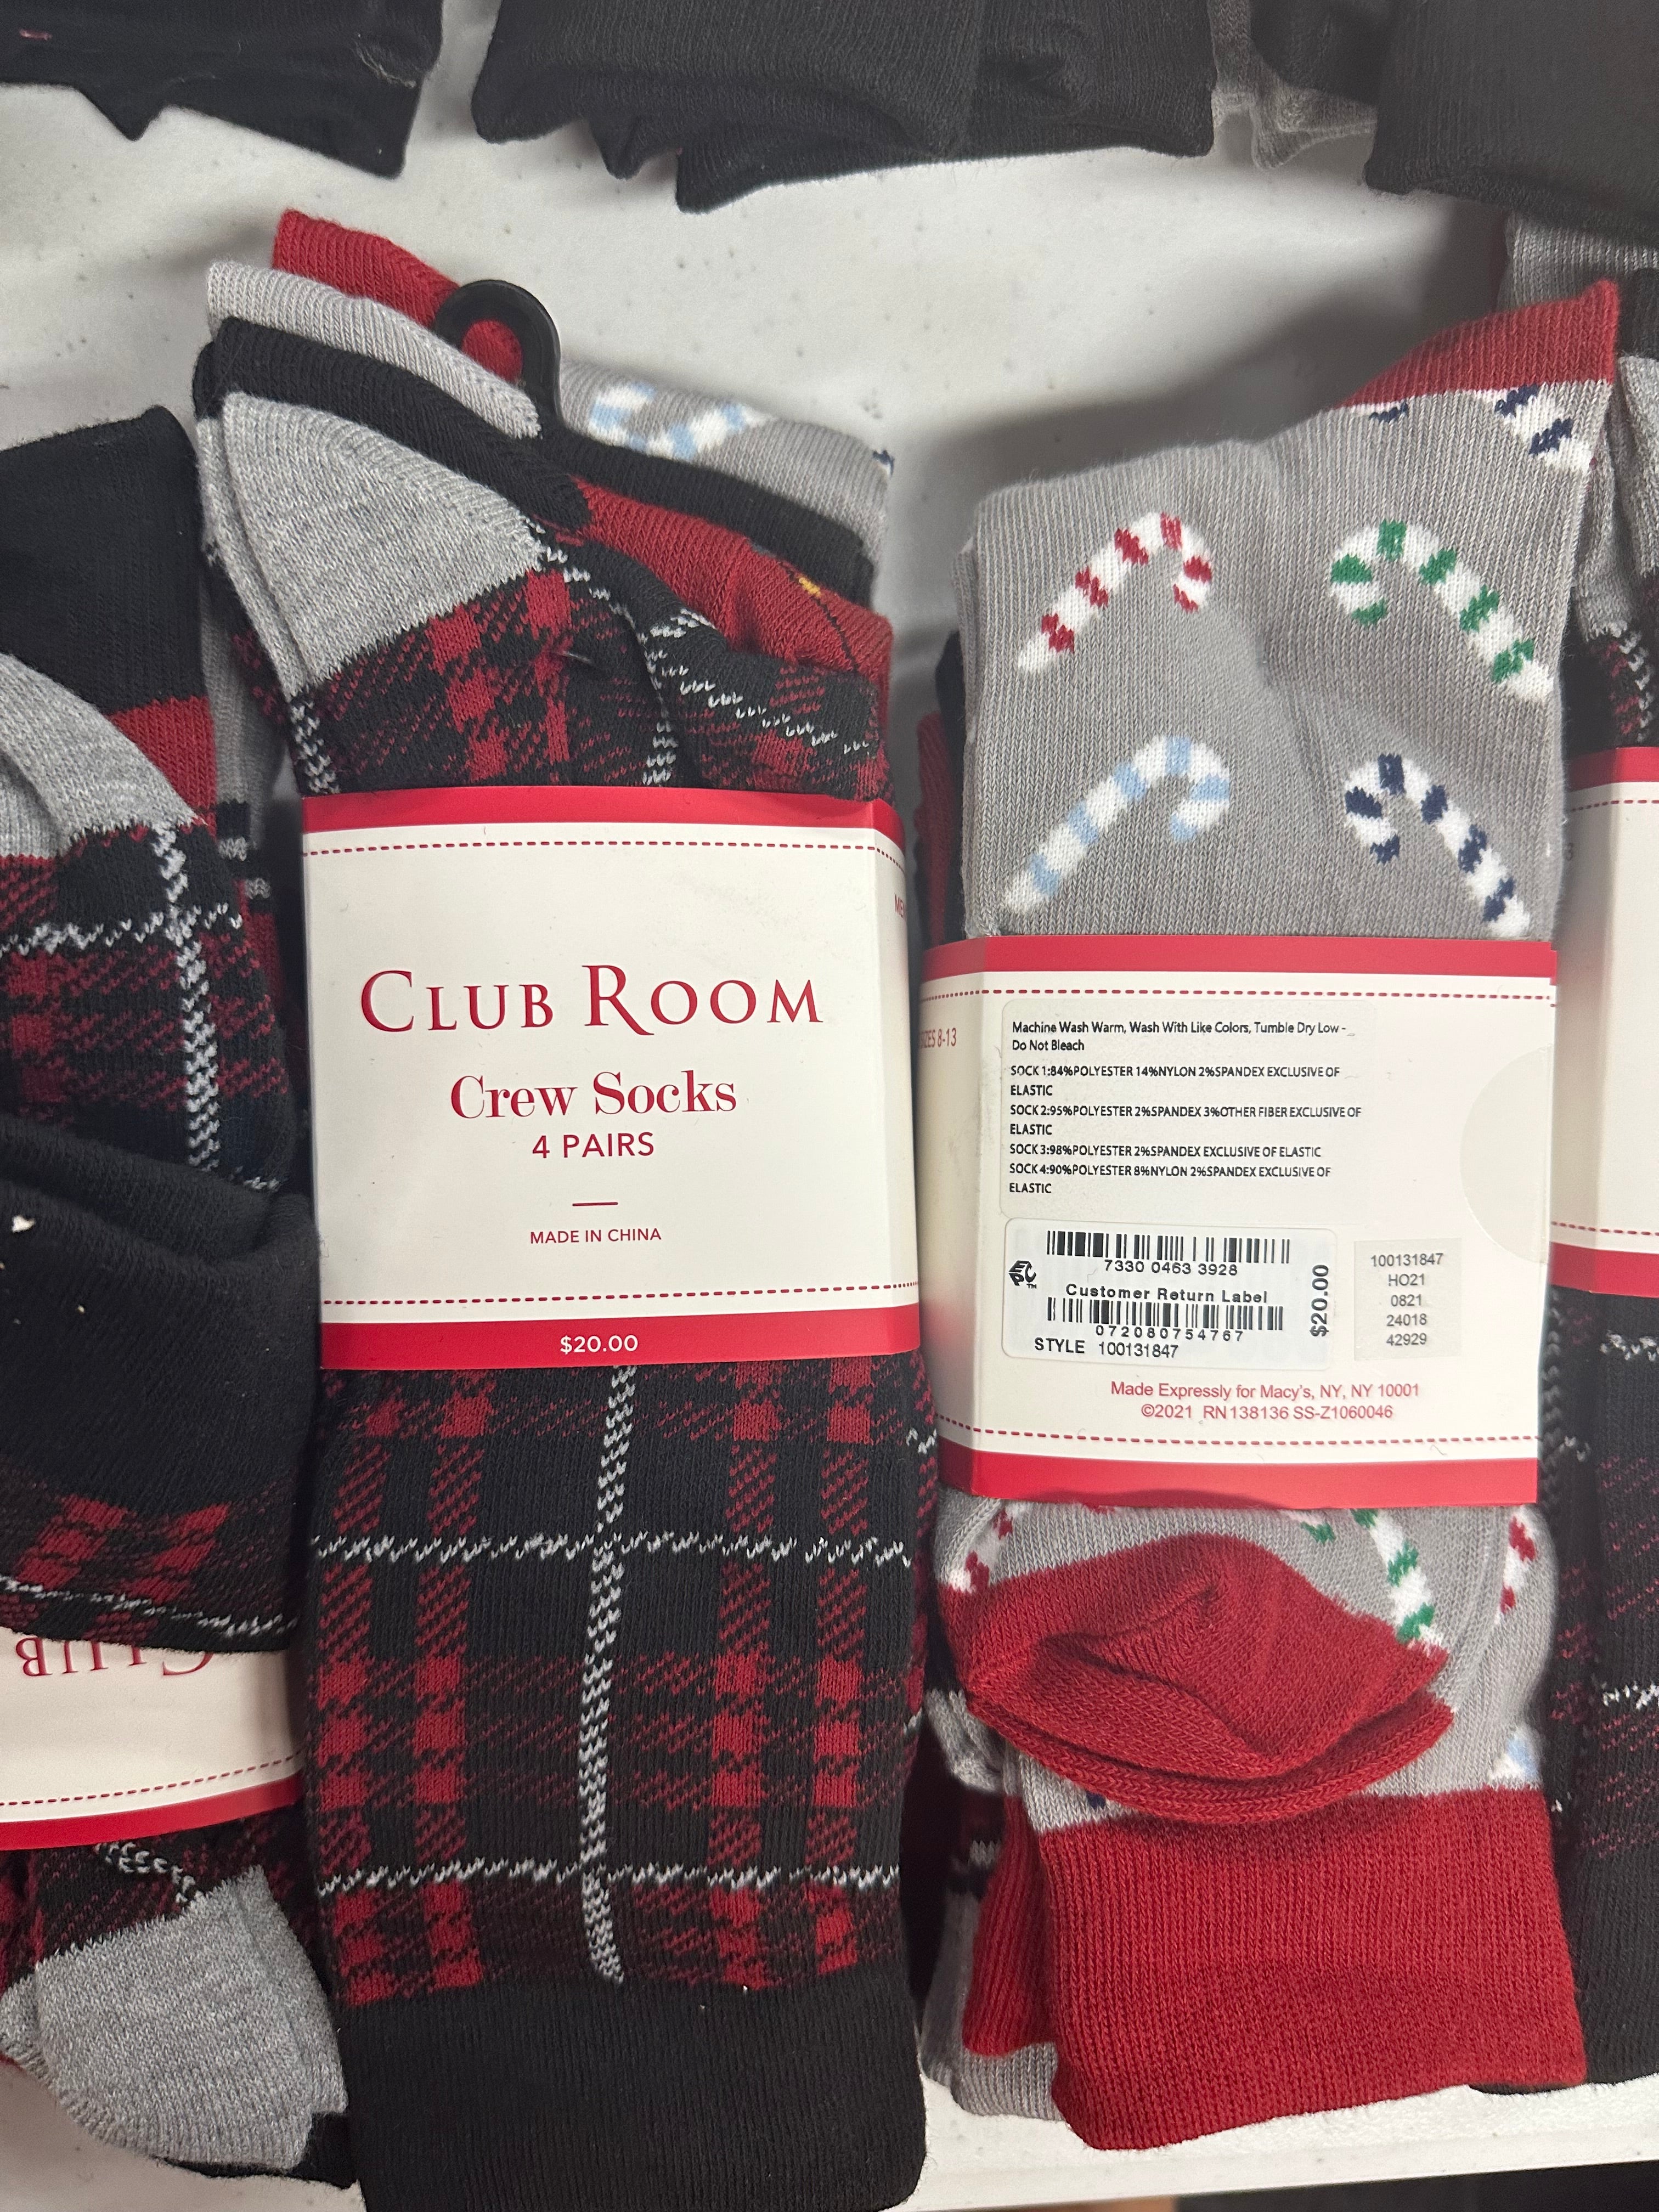 CLUB ROOM
Crew Socks
4 PAIRS
MADE IN CHINA
$20.00
SIZES 8-13
Machine Wash Warm, Wash With Like Colors, Tumble Dry Low -
Do Not Bleach
SOCK 1:84%POLYESTER 14%NYLON 2%SPANDEX EXCLUSIVE OF
ELASTIC
SOCK 2:95%POLYESTER 2%SPANDEX 3%OTHER FIBER EXCLUSIVE OF
ELASTIC
SOCK 3:98%POLYESTER 2%SPANDEX EXCLUSIVE OF ELASTIC
SOCK 4:90%POLYESTER 8%NYLON 2%SPANDEX EXCLUSIVE OF
ELASTIC
7330 0463 3928
Customer Return Label
072080754767
STYLE 100131847
$20.00
100131847
HO21
0821
24018
42929
Made Expressly for Macy's, NY, NY 10001
©2021 RN 138136 SS-Z1060046
CLUB